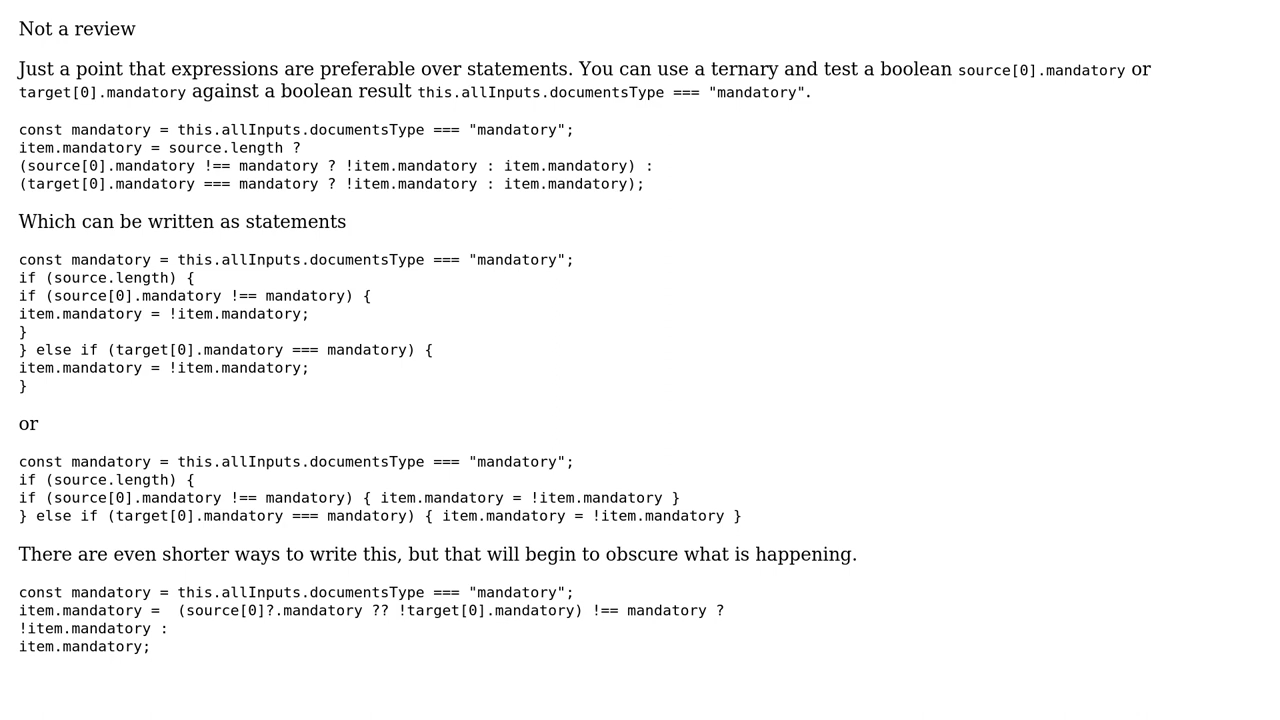 Not a review
Just a point that expressions are preferable over statements. You can use a ternary and test a boolean source[0].mandatory or
target[0].mandatory against a boolean result this.allInputs.documentsType === "mandatory".
const mandatory = this.allInputs.documentsType === "mandatory";
item.mandatory = source.length ?
(source[0].mandatory !== mandatory ? !item.mandatory : item.mandatory) :
(target[0].mandatory === mandatory ? !item.mandatory : item.mandatory);
Which can be written as statements
const mandatory = this.allInputs.documentsType === "mandatory";
if (source.length) {
if (source[0].mandatory !== mandatory) {
item.mandatory = !item.mandatory;
}
} else if (target[0].mandatory === mandatory) {
item.mandatory = !item.mandatory;
}
or
const mandatory = this.allInputs.documentsType === "mandatory";
if (source.length) {
if (source[0].mandatory !== mandatory) { item.mandatory = !item.mandatory }
} else if (target[0].mandatory === mandatory) { item.mandatory = !item.mandatory }
There are even shorter ways to write this, but that will begin to obscure what is happening.
const mandatory = this.allInputs.documentsType === "mandatory";
item.mandatory =  (source[0]?.mandatory ?? !target[0].mandatory) !== mandatory ?
!item.mandatory :
item.mandatory;